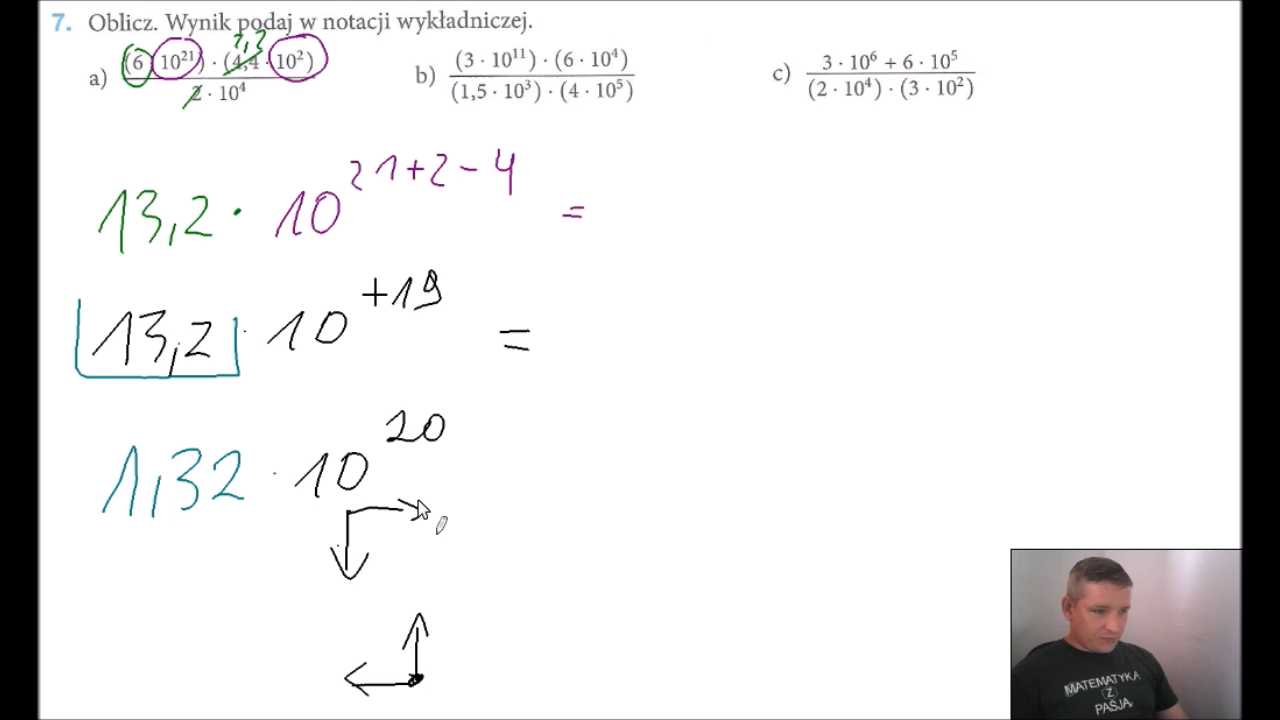 7. Oblicz. Wynik podaj w notacji wykładniczej.
a) (6 · 10²¹) · (4,4 · 10²) / 2 · 10⁴
2,2
b) (3 · 10¹¹) · (6 · 10⁴) / (1,5 · 10³) · (4 · 10⁵)
c) 3 · 10⁶ + 6 · 10⁵ / (2 · 10⁴) · (3 · 10²)
13,2 · 10²¹⁺²⁻⁴ =
13,2 · 10⁺¹⁹ =
1,32 · 10²⁰
MATEMATYKA
Z
PASJĄ